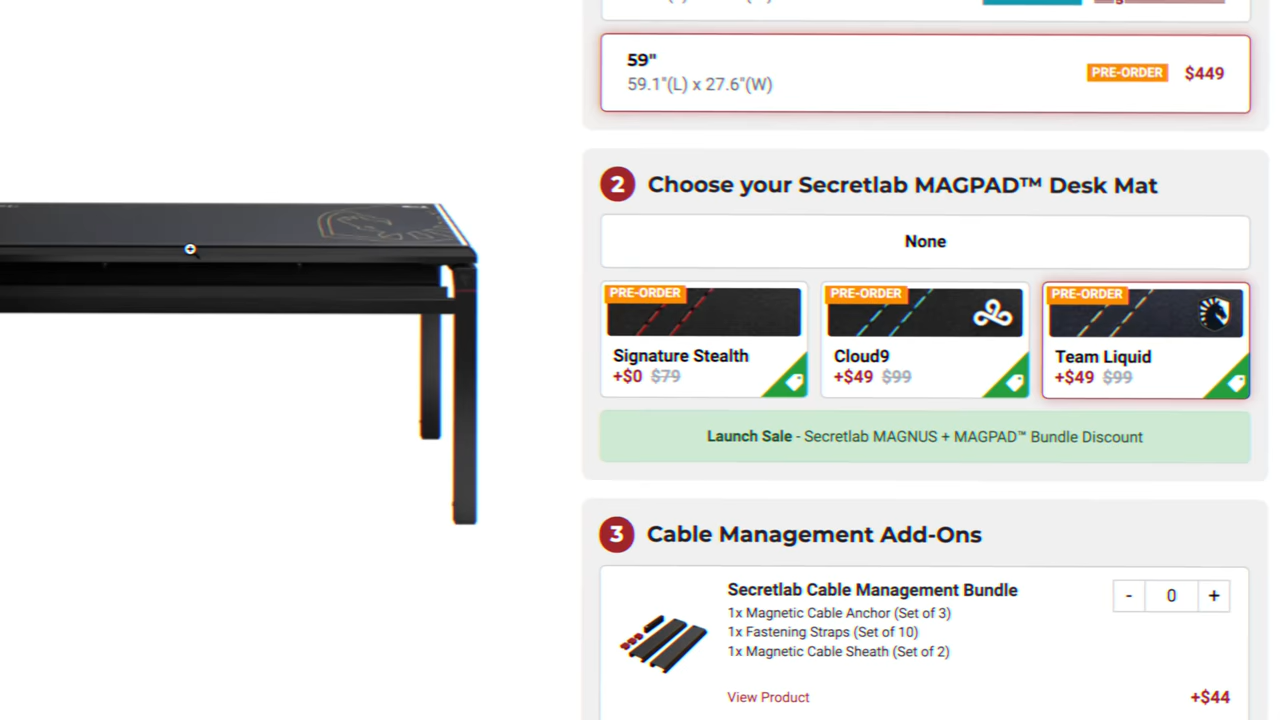 59"
59.1"(L) x 27.6"(W)
PRE-ORDER
$449
2
Choose your Secretlab MAGPAD™ Desk Mat
None
PRE-ORDER
Signature Stealth
+$0 $79
PRE-ORDER
Cloud9
+$49 $99
PRE-ORDER
Team Liquid
+$49 $99
Launch Sale - Secretlab MAGNUS + MAGPAD™ Bundle Discount
3
Cable Management Add-Ons
Secretlab Cable Management Bundle
- 0 +
1x Magnetic Cable Anchor (Set of 3)
1x Fastening Straps (Set of 10)
1x Magnetic Cable Sheath (Set of 2)
View Product
+$44